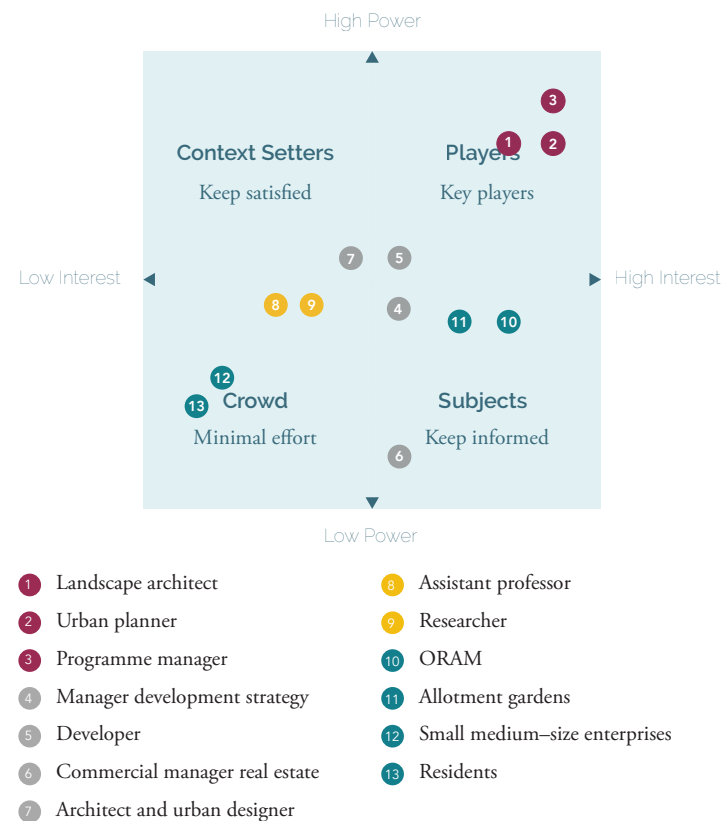 High Power
3
1
2
Context Setters
Players
Keep satisfied
Key players
7
5
Low Interest
High Interest
8
9
4
11
10
12
13
Crowd
Subjects
Minimal effort
Keep informed
6
Low Power
1 Landscape architect
2 Urban planner
3 Programme manager
4 Manager development strategy
5 Developer
6 Commercial manager real estate
7 Architect and urban designer
8 Assistant professor
9 Researcher
10 ORAM
11 Allotment gardens
12 Small medium–size enterprises
13 Residents